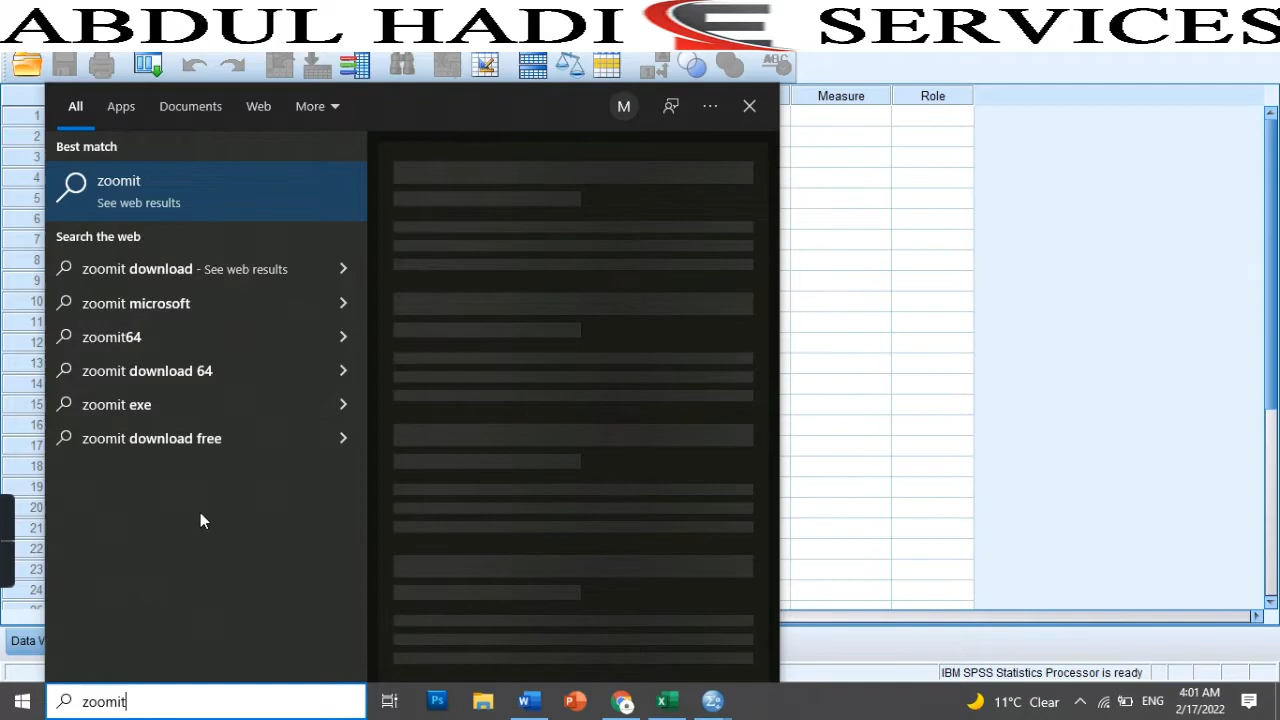 ABDUL HADI E SERVICES
ABC
All Apps Documents Web More M ... 
Measure Role
Best match
zoomit
See web results
Search the web
zoomit download - See web results
zoomit microsoft
zoomit64
zoomit download 64
zoomit exe
zoomit download free
1
2
3
4
5
6
7
8
9
10
11
12
13
14
15
16
17
18
19
20
21
22
23
24
Data V
IBM SPSS Statistics Processor is ready
zoomit
Ps
W
P
X
11°C Clear
ENG
4:01 AM
2/17/2022